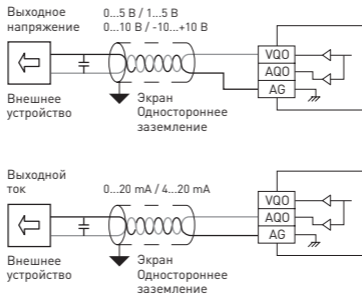 Выходное
напряжение
0...5 В / 1...5 В
0...10 В / -10...+10 В
VQO
AQO
AG
Внешнее
устройство
Экран
Одностороннее
заземление
Выходной
ток
0...20 mA / 4...20 mA
VQO
AQO
AG
Внешнее
устройство
Экран
Одностороннее
заземление